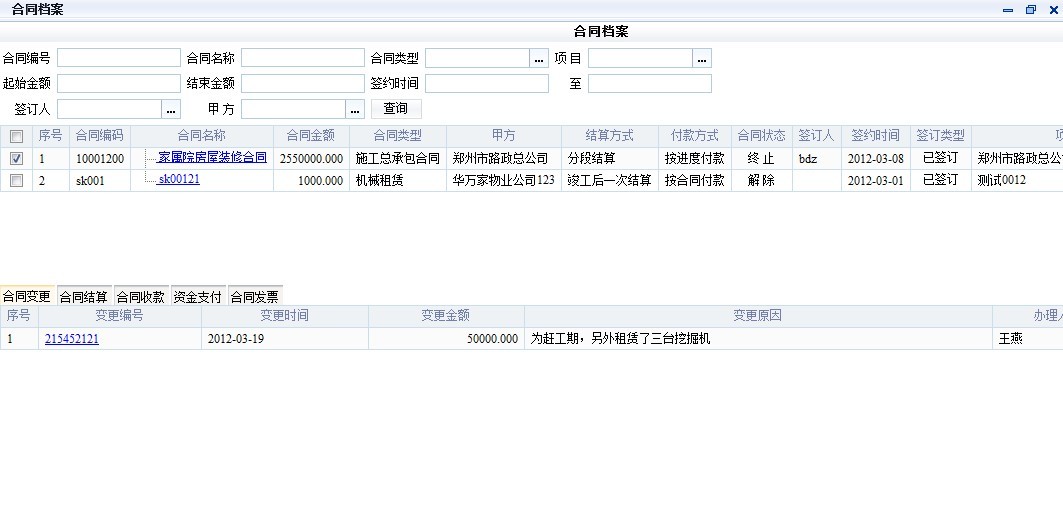 合同档案
合同档案
合同编号 合同名称 合同类型 ... 项 目 ...
起始金额 结束金额 签约时间 至
签订人 ... 甲 方 ... 查询
序号 合同编码 合同名称 合同金额 合同类型 甲方 结算方式 付款方式 合同状态 签订人 签约时间 签订类型
1 10001200 家属院房屋装修合同 2550000.000 施工总承包合同 郑州市路政总公司 分段结算 按进度付款 终 止 bdz 2012-03-08 已签订 郑州市路
2 sk001 sk00121 1000.000 机械租赁 华万家物业公司123 竣工后一次结算 按合同付款 解 除 2012-03-01 已签订 测试0012
合同变更 合同结算 合同收款 资金支付 合同发票
序号 变更编号 变更时间 变更金额 变更原因 办理
1 215452121 2012-03-19 50000.000 为赶工期，另外租赁了三台挖掘机 王燕